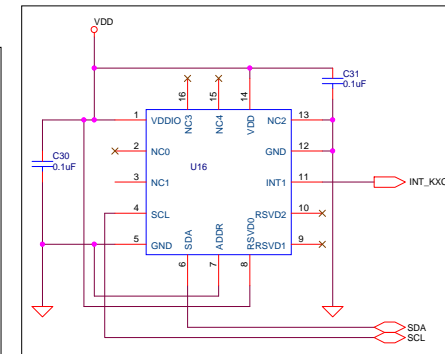 VDD
C31
0.1uF
16
15
14
1
VDDIO
NC3
NC4
VDD
NC2
13
2
NC0
GND
12
C30
0.1uF
U16
3
NC1
INT1
11
INT_KXC
4
SCL
RSVD2
10
5
GND
SDA
ADDR
RSVD0
RSVD1
9
6
7
8
SDA
SCL